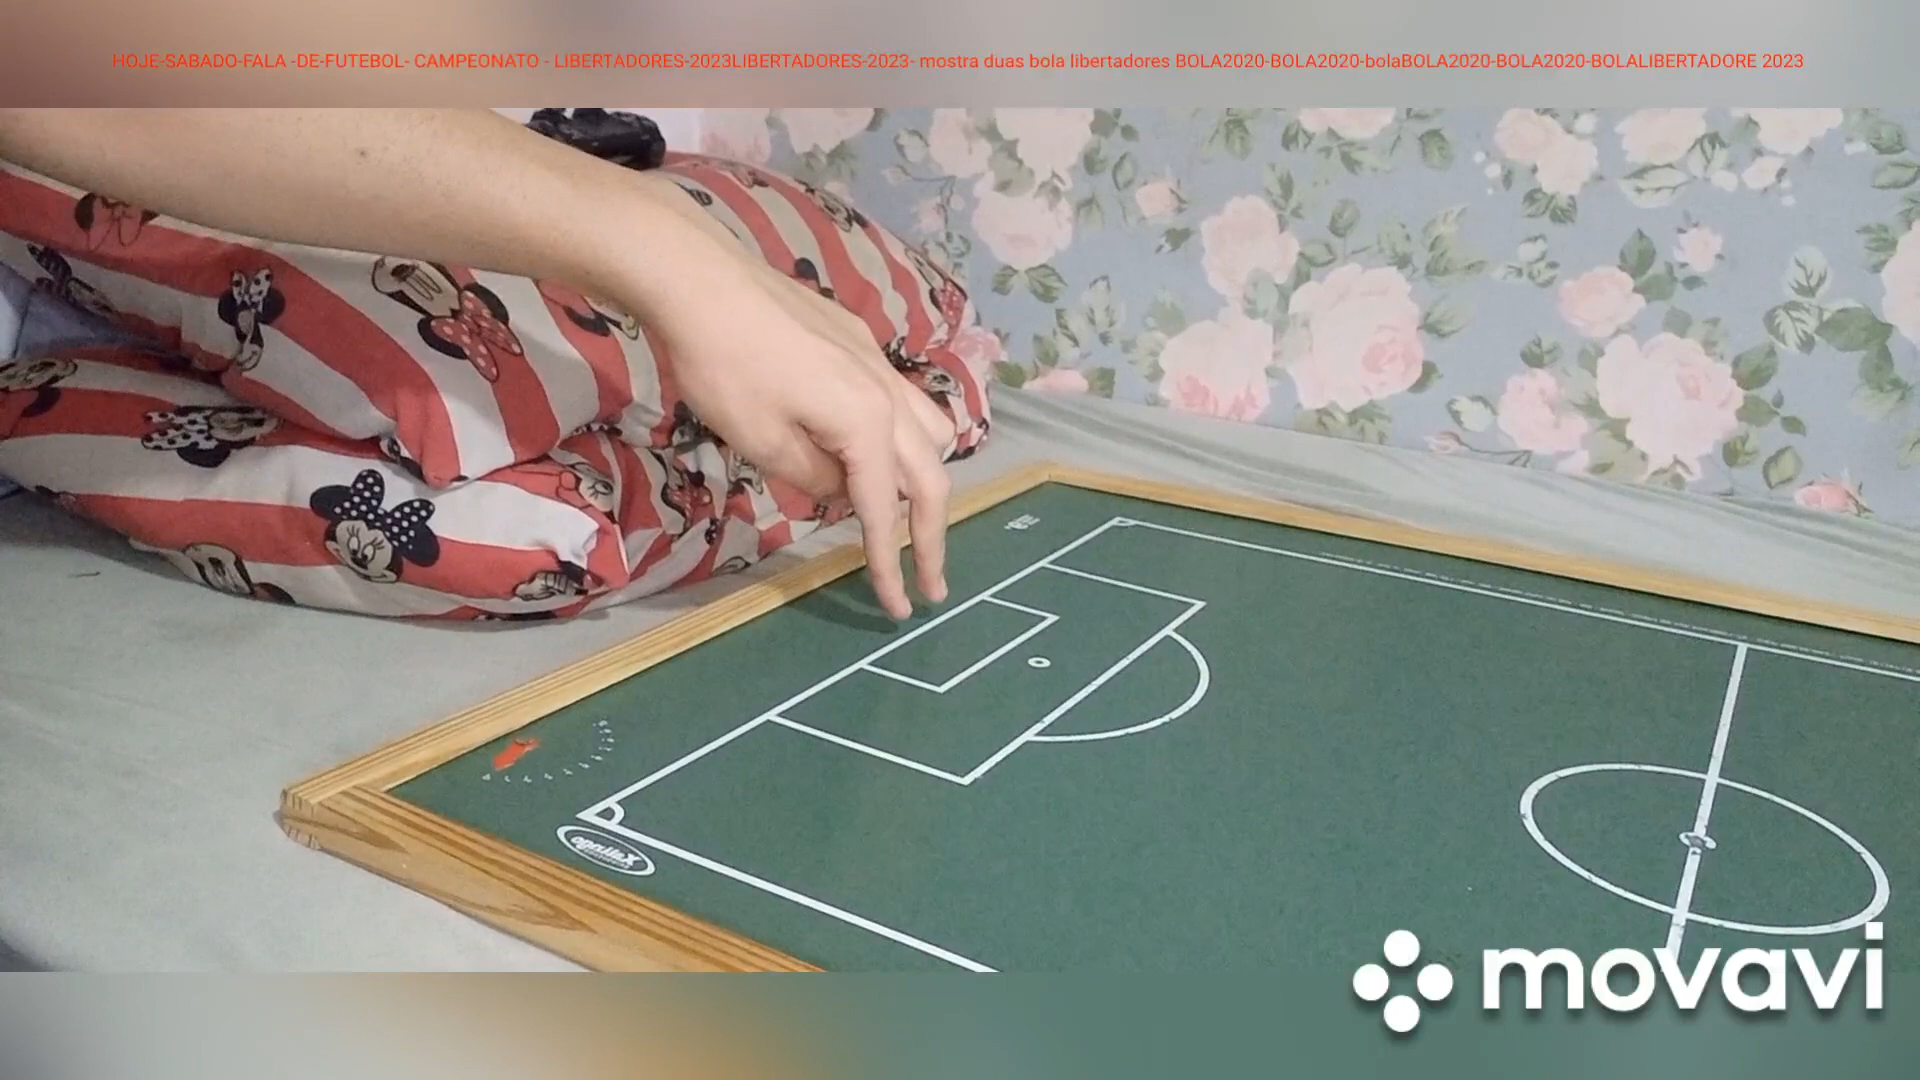 HOJE-SABADO-FALA -DE-FUTEBOL- CAMPEONATO - LIBERTADORES-2023LIBERTADORES-2023- mostra duas bola libertadores BOLA2020-BOLA2020-bolaBOLA2020-BOLA2020-BOLALIBERTADORE 2023
Xalingo
movavi